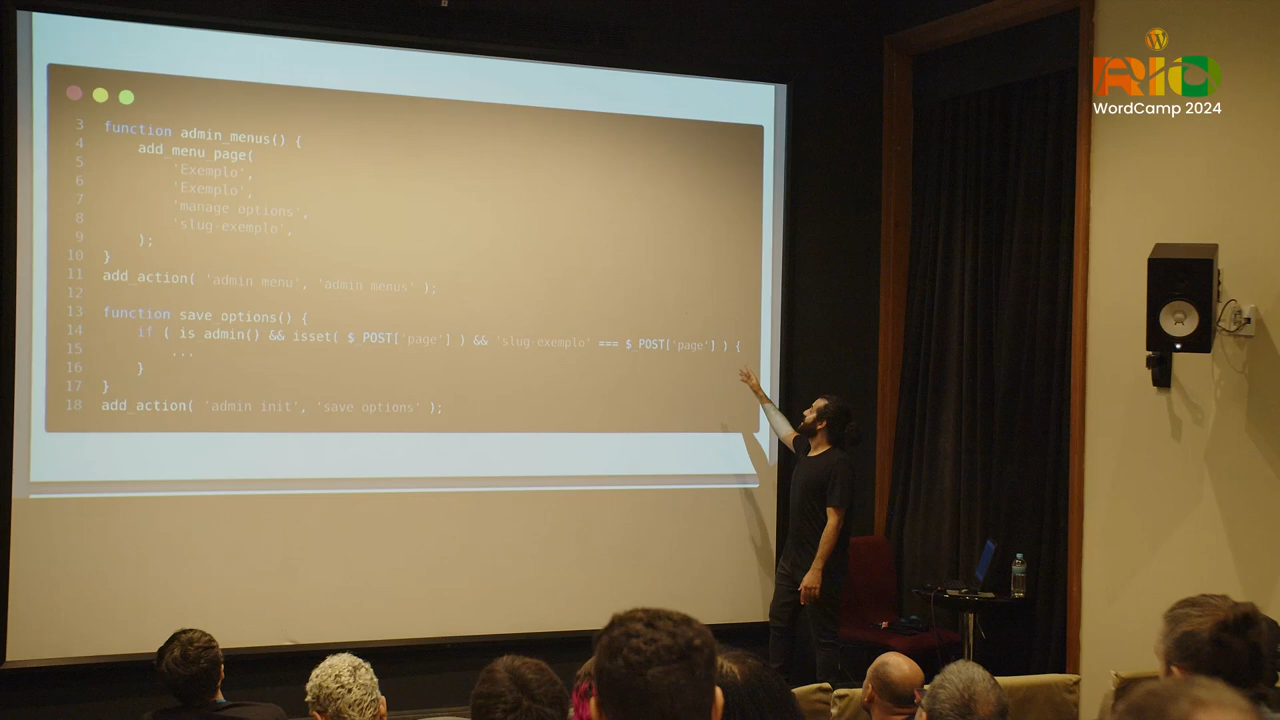 3 function admin_menus() {
4 add_menu_page(
5 'Exemplo',
6 'Exemplo',
7 'manage_options',
8 'slug-exemplo',
9 );
10 }
11 add_action( 'admin_menu', 'admin_menus' );
12
13 function save_options() {
14 if ( is_admin() && isset( $_POST['page'] ) && 'slug-exemplo' === $_POST['page'] ) {
15 ...
16 }
17 }
18 add_action( 'admin_init', 'save_options' );
RIO
WordCamp 2024